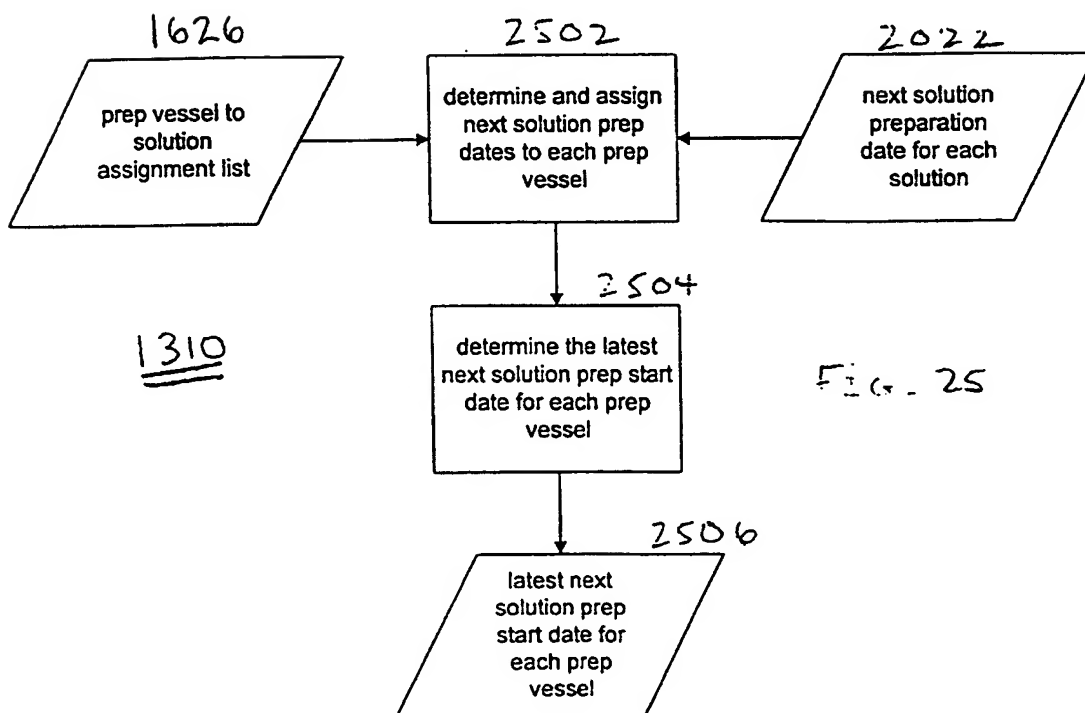 1626
2502
2022
prep vessel to
solution
assignment list
determine and assign
next solution prep
dates to each prep
vessel
next solution
preparation
date for each
solution
2504
1310
determine the latest
next solution prep start
date for each prep
vessel
FIG. 25
2506
latest next
solution prep
start date for
each prep
vessel